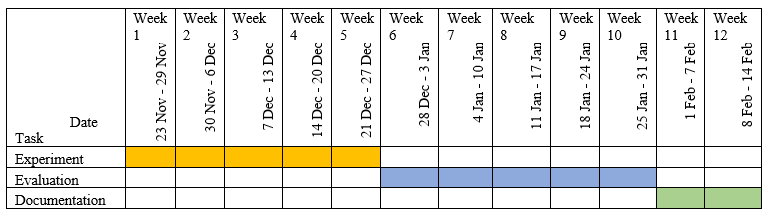 Week 1
23 Nov - 29 Nov
Week 2
30 Nov - 6 Dec
Week 3
7 Dec - 13 Dec
Week 4
14 Dec - 20 Dec
Week 5
21 Dec - 27 Dec
Week 6
28 Dec - 3 Jan
Week 7
4 Jan - 10 Jan
Week 8
11 Jan - 17 Jan
Week 9
18 Jan - 24 Jan
Week 10
25 Jan - 31 Jan
Week 11
1 Feb - 7 Feb
Week 12
8 Feb - 14 Feb
Date
Task
Experiment
Evaluation
Documentation